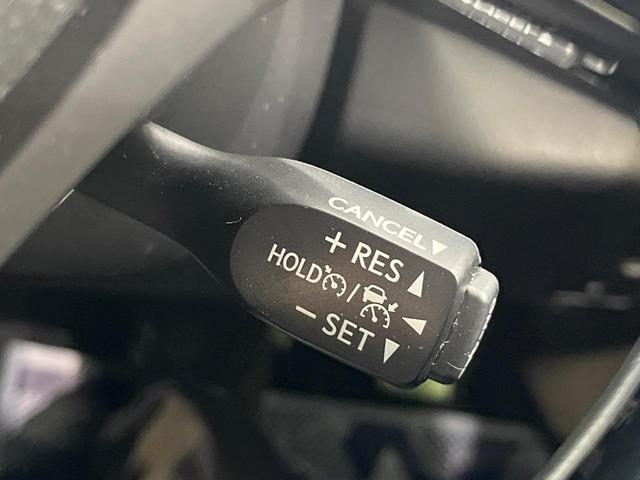 CANCEL▼
+ RES▲
HOLD /
− SET▼